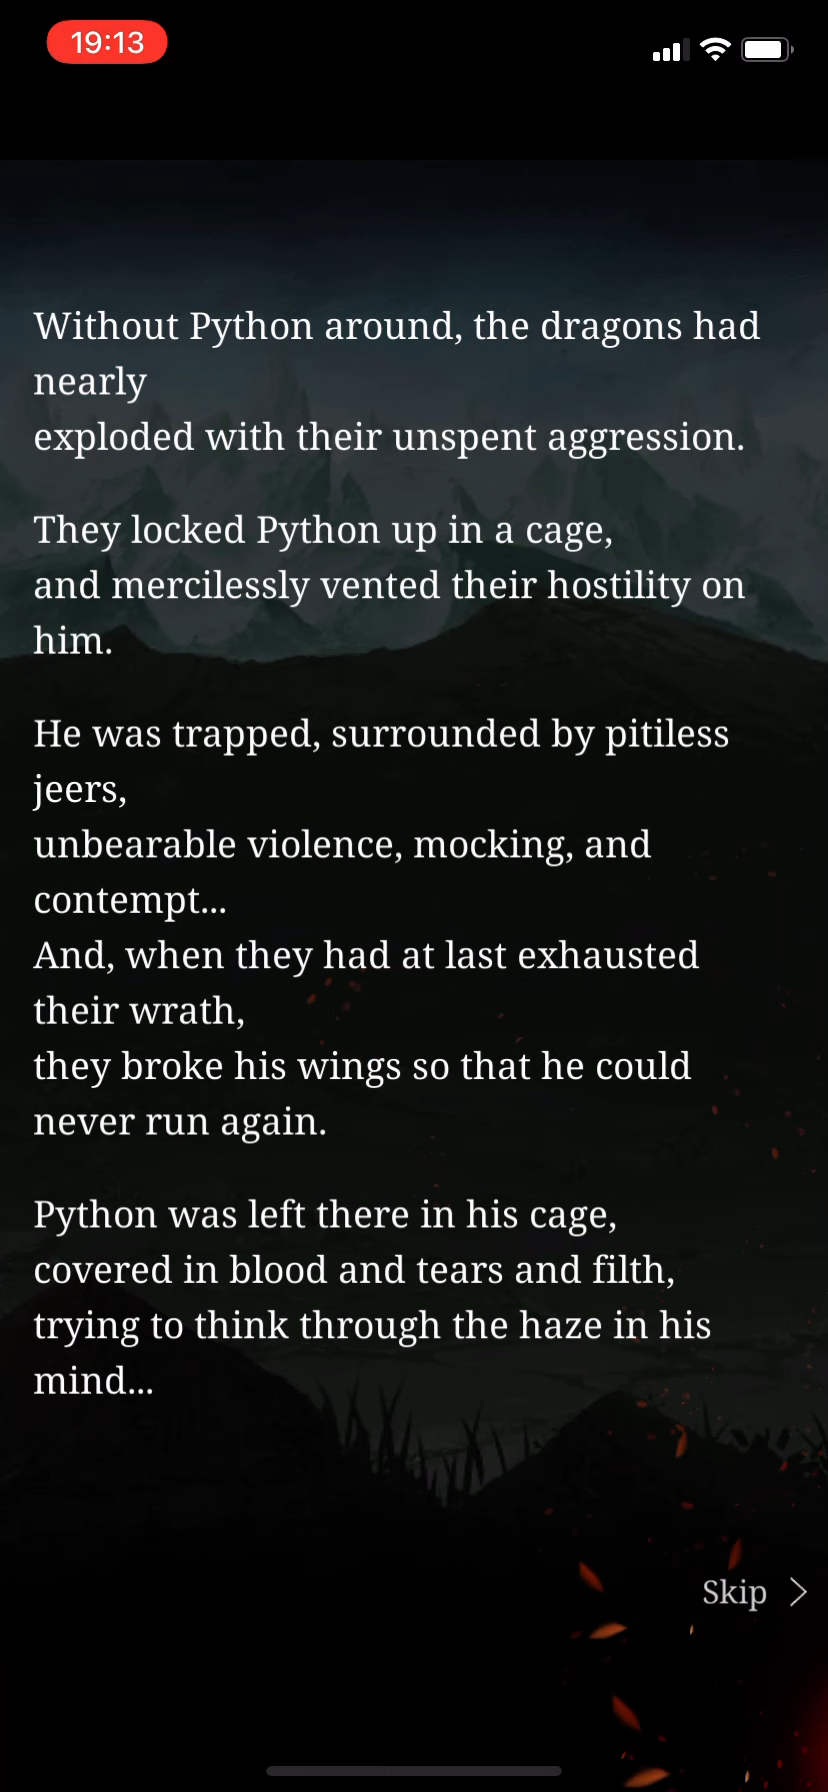 19:13
Without Python around, the dragons had
nearly
exploded with their unspent aggression.
They locked Python up in a cage,
and mercilessly vented their hostility on
him.
He was trapped, surrounded by pitiless
jeers,
unbearable violence, mocking, and
contempt...
And, when they had at last exhausted
their wrath,
they broke his wings so that he could
never run again.
Python was left there in his cage,
covered in blood and tears and filth,
trying to think through the haze in his
mind...
Skip